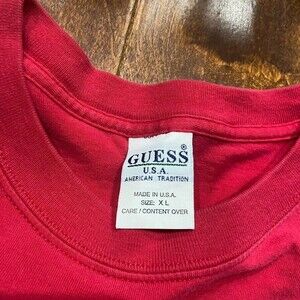 GUESS®
U.S.A.
AMERICAN TRADITION
MADE IN U.S.A.
SIZE: X L
CARE / CONTENT OVER